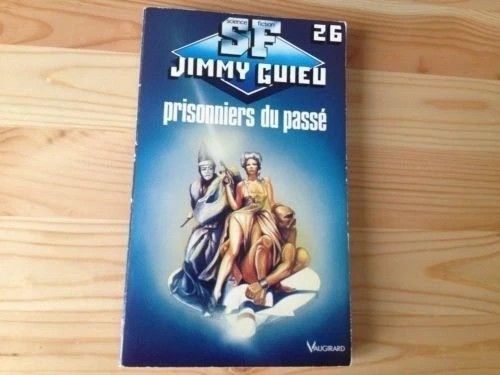 science fiction
SF
26
JIMMY GUIEU
prisonniers du passé
VAUGIRARD